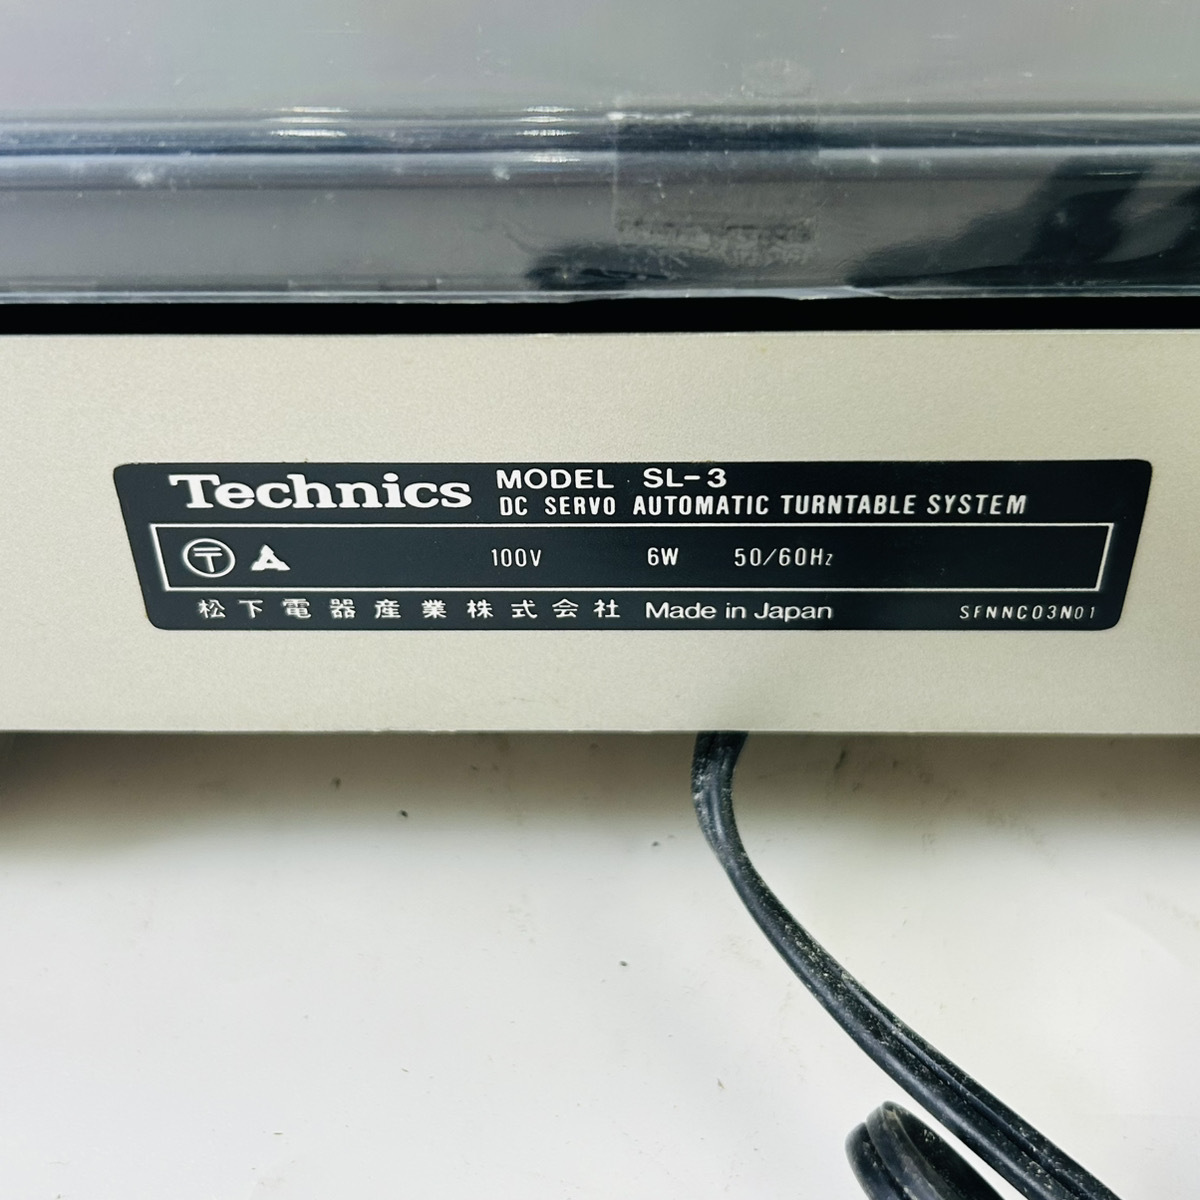 Technics MODEL SL-3
DC SERVO AUTOMATIC TURNTABLE SYSTEM
〒 100V 6W 50/60Hz
松下電器産業株式会社 Made in Japan SFNNC03N01